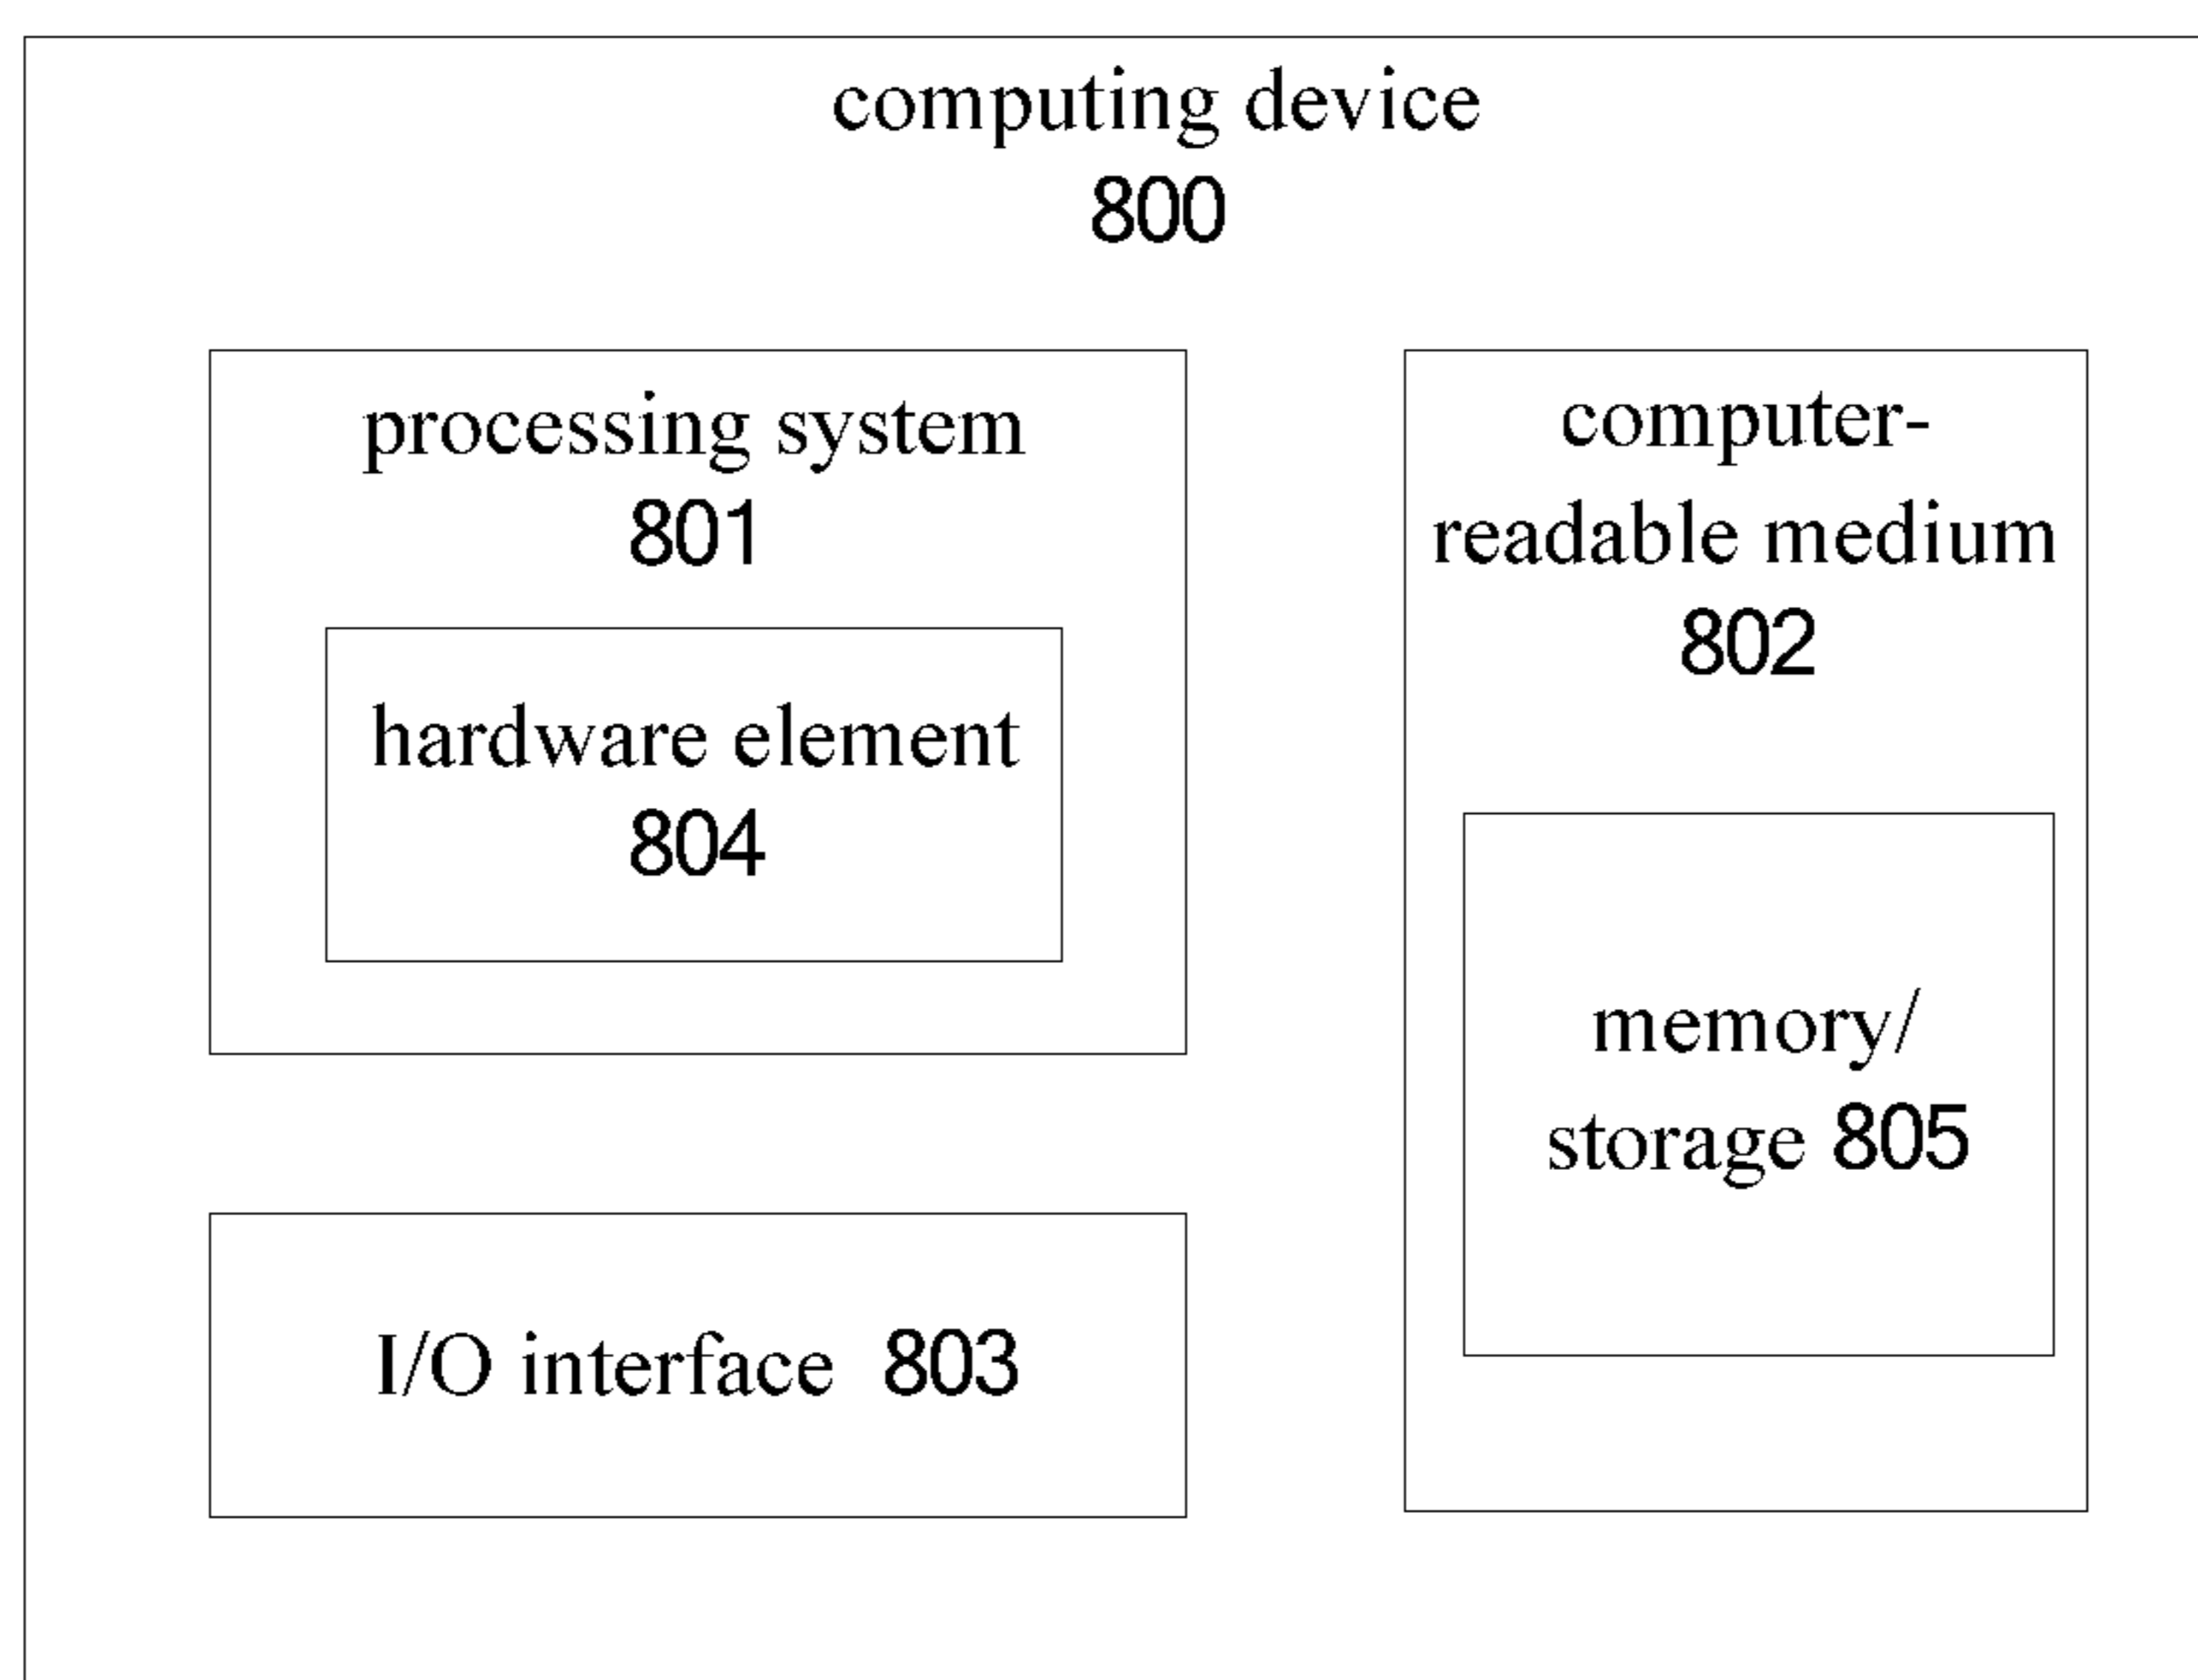 computing device
800
processing system
801
hardware element
804
I/O interface 803
computer-
readable medium
802
memory/
storage 805